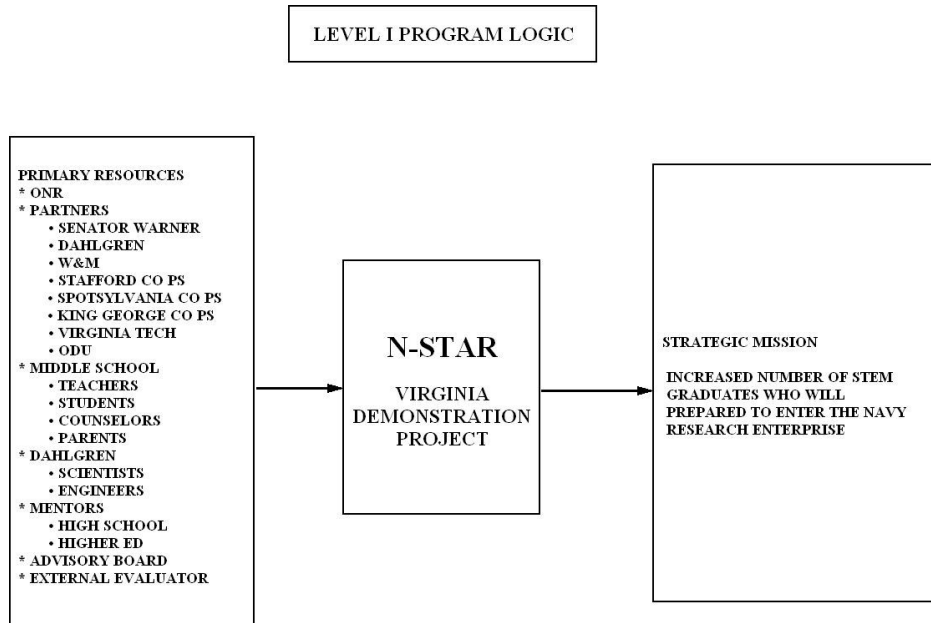 LEVEL I PROGRAM LOGIC
PRIMARY RESOURCES
* ONR
* PARTNERS
• SENATOR WARNER
• DAHLGREN
• W&M
• STAFFORD CO PS
• SPOTSYLVANIA CO PS
• KING GEORGE CO PS
• VIRGINIA TECH
• ODU
* MIDDLE SCHOOL
• TEACHERS
• STUDENTS
• COUNSELORS
• PARENTS
* DAHLGREN
• SCIENTISTS
• ENGINEERS
* MENTORS
• HIGH SCHOOL
• HIGHER ED
* ADVISORY BOARD
* EXTERNAL EVALUATOR
N-STAR
VIRGINIA
DEMONSTRATION
PROJECT
STRATEGIC MISSION
INCREASED NUMBER OF STEM
GRADUATES WHO WILL
PREPARED TO ENTER THE NAVY
RESEARCH ENTERPRISE